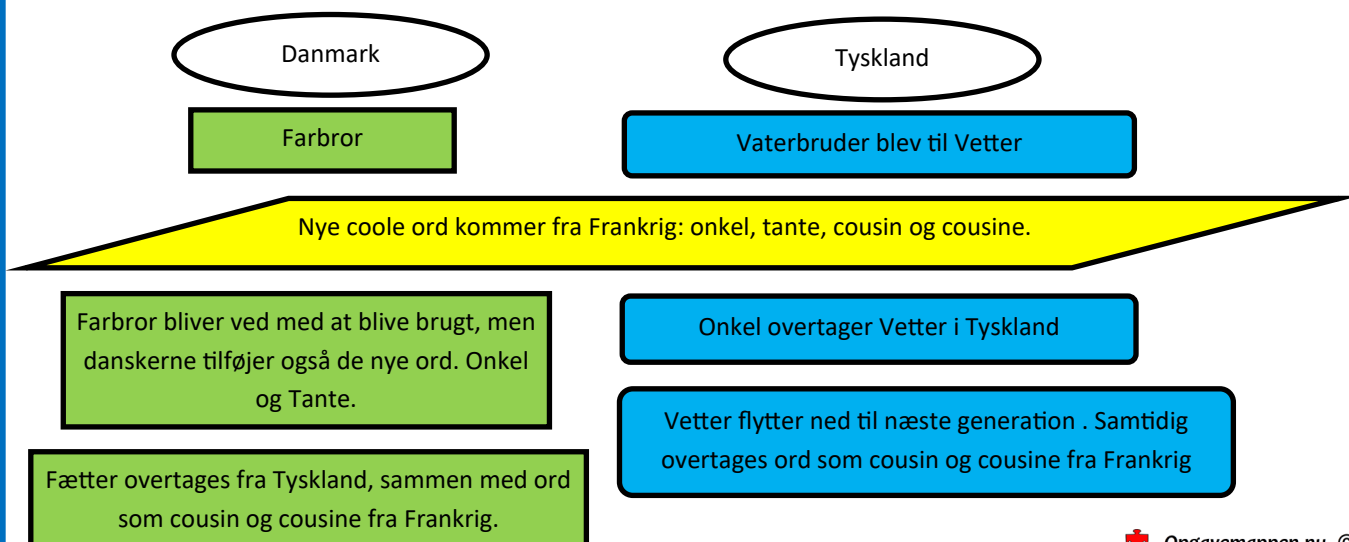 Danmark
Tyskland
Farbror
Vaterbruder blev til Vetter
Nye coole ord kommer fra Frankrig: onkel, tante, cousin og cousine.
Farbror bliver ved med at blive brugt, men
danskerne tilføjer også de nye ord. Onkel
og Tante.
Onkel overtager Vetter i Tyskland
Vetter flytter ned til næste generation . Samtidig
overtages ord som cousin og cousine fra Frankrig
Fætter overtages fra Tyskland, sammen med ord
som cousin og cousine fra Frankrig.